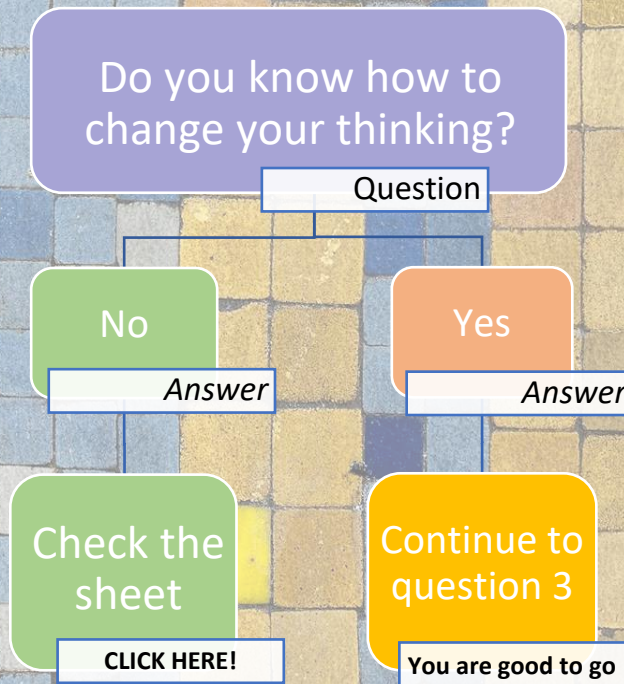 Do you know how to
change your thinking?
Question
No
Answer
Yes
Answer
Check the
sheet
CLICK HERE!
Continue to
question 3
You are good to go